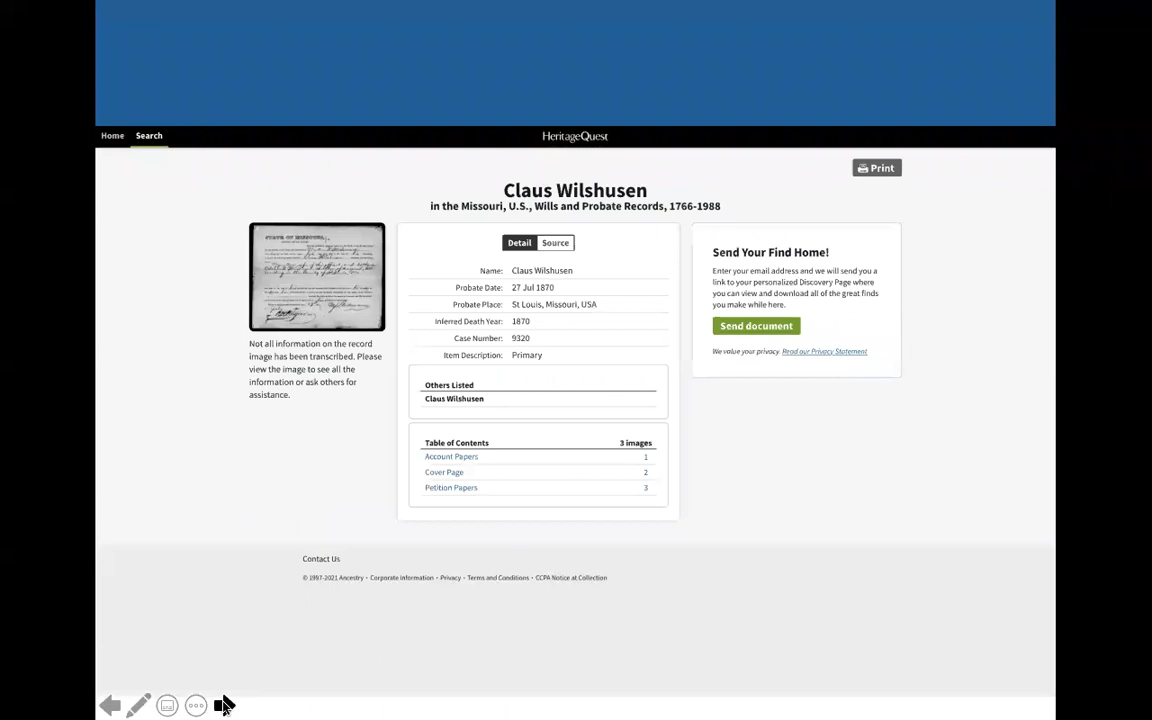 Home Search HeritageQuest
Print
Claus Wilshusen
in the Missouri, U.S., Wills and Probate Records, 1766-1988
STATE OF MISSOURI,
Not all information on the record
image has been transcribed. Please
view the image to see all the
information or ask others for
assistance.
Detail Source
Name: Claus Wilshusen
Probate Date: 27 Jul 1870
Probate Place: St Louis, Missouri, USA
Inferred Death Year: 1870
Case Number: 9320
Item Description: Primary
Others Listed
Claus Wilshusen
Table of Contents 3 images
Account Papers 1
Cover Page 2
Petition Papers 3
Send Your Find Home!
Enter your email address and we will send you a
link to your personalized Discovery Page where
you can view and download all of the great finds
you make while here.
Send document
We value your privacy. Read our Privacy Statement
Contact Us
© 1997-2021 Ancestry · Corporate Information · Privacy · Terms and Conditions · CCPA Notice at Collection